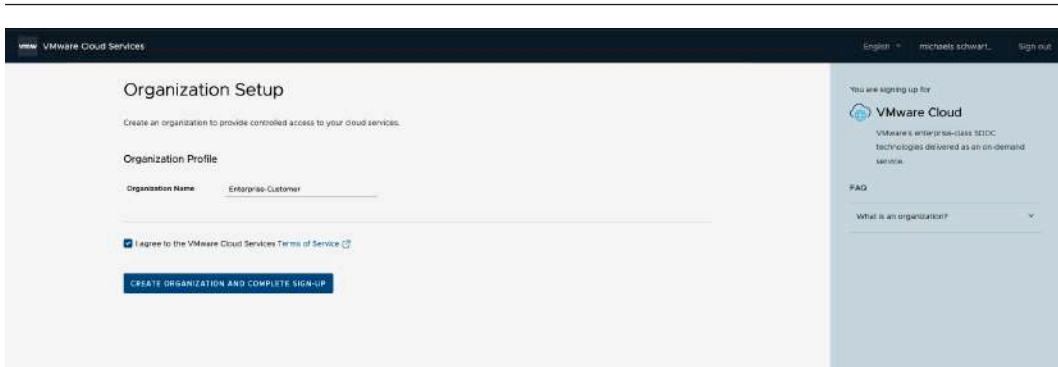 vmw VMware Cloud Services
English
michaels schwart...
Sign out
Organization Setup
Create an organization to provide controlled access to your cloud services.
Organization Profile
Organization Name
Enterprise-Customer
I agree to the VMware Cloud Services Terms of Service
CREATE ORGANIZATION AND COMPLETE SIGN-UP
You are signing up for
VMware Cloud
VMware's enterprise-class SDDC
technologies delivered as an on-demand
service.
FAQ
What is an organization?